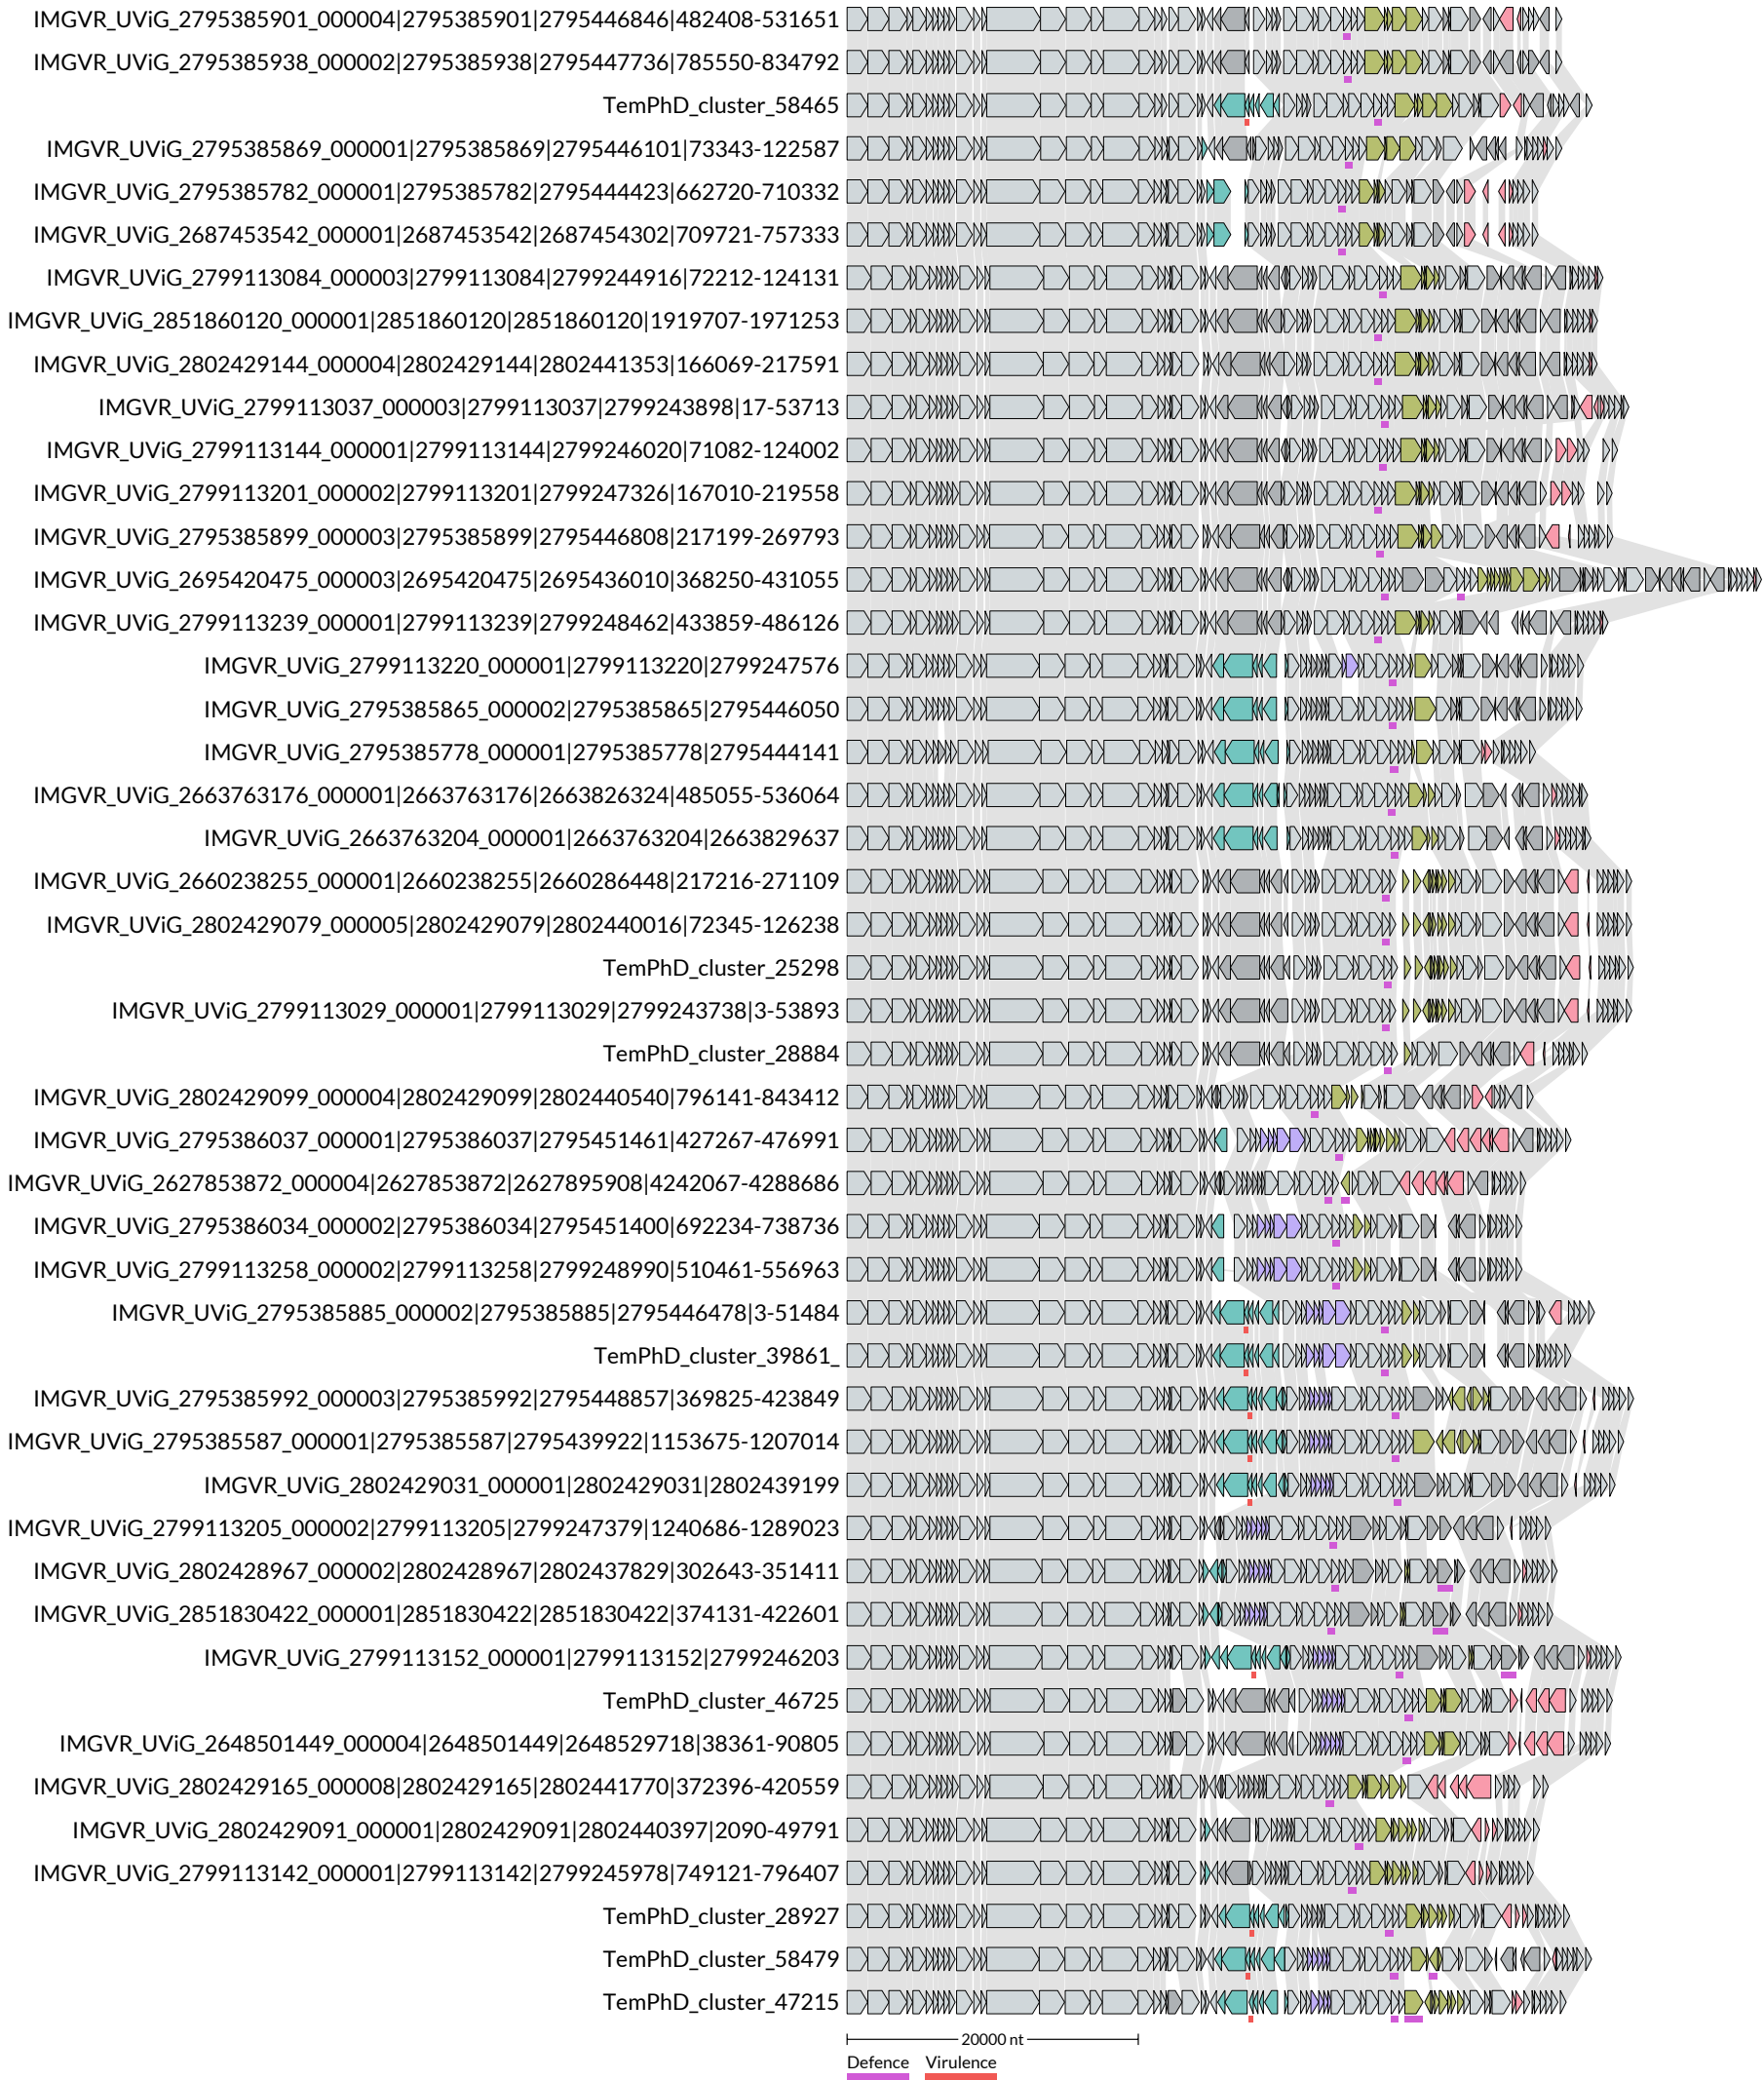 IMGVR_UViG_2795385901_000004|2795385901|2795446846|482408-531651
IMGVR_UViG_2795385938_000002|2795385938|2795447736|785550-834792
TemPhD_cluster_58465
IMGVR_UViG_2795385869_000001|2795385869|2795446101|73343-122587
IMGVR_UViG_2795385782_000001|2795385782|2795444423|662720-710332
IMGVR_UViG_2687453542_000001|2687453542|2687454302|709721-757333
IMGVR_UViG_2799113084_000003|2799113084|2799244916|72212-124131
IMGVR_UViG_2851860120_000001|2851860120|2851860120|1919707-1971253
IMGVR_UViG_2802429144_000004|2802429144|2802441353|166069-217591
IMGVR_UViG_2799113037_000003|2799113037|2799243898|17-53713
IMGVR_UViG_2799113144_000001|2799113144|2799246020|71082-124002
IMGVR_UViG_2799113201_000002|2799113201|2799247326|167010-219558
IMGVR_UViG_2795385899_000003|2795385899|2795446808|217199-269793
IMGVR_UViG_2695420475_000003|2695420475|2695436010|368250-431055
IMGVR_UViG_2799113239_000001|2799113239|2799248462|433859-486126
IMGVR_UViG_2799113220_000001|2799113220|2799247576
IMGVR_UViG_2795385865_000002|2795385865|2795446050
IMGVR_UViG_2795385778_000001|2795385778|2795444141
IMGVR_UViG_2663763176_000001|2663763176|2663826324|485055-536064
IMGVR_UViG_2663763204_000001|2663763204|2663829637
IMGVR_UViG_2660238255_000001|2660238255|2660286448|217216-271109
IMGVR_UViG_2802429079_000005|2802429079|2802440016|72345-126238
TemPhD_cluster_25298
IMGVR_UViG_2799113029_000001|2799113029|2799243738|3-53893
TemPhD_cluster_28884
IMGVR_UViG_2802429099_000004|2802429099|2802440540|796141-843412
IMGVR_UViG_2795386037_000001|2795386037|2795451461|427267-476991
IMGVR_UViG_2627853872_000004|2627853872|2627895908|4242067-4288686
IMGVR_UViG_2795386034_000002|2795386034|2795451400|692234-738736
IMGVR_UViG_2799113258_000002|2799113258|2799248990|510461-556963
IMGVR_UViG_2795385885_000002|2795385885|2795446478|3-51484
TemPhD_cluster_39861_
IMGVR_UViG_2795385992_000003|2795385992|2795448857|369825-423849
IMGVR_UViG_2795385587_000001|2795385587|2795439922|1153675-1207014
IMGVR_UViG_2802429031_000001|2802429031|2802439199
IMGVR_UViG_2799113205_000002|2799113205|2799247379|1240686-1289023
IMGVR_UViG_2802428967_000002|2802428967|2802437829|302643-351411
IMGVR_UViG_2851830422_000001|2851830422|2851830422|374131-422601
IMGVR_UViG_2799113152_000001|2799113152|2799246203
TemPhD_cluster_46725
IMGVR_UViG_2648501449_000004|2648501449|2648529718|38361-90805
IMGVR_UViG_2802429165_000008|2802429165|2802441770|372396-420559
IMGVR_UViG_2802429091_000001|2802429091|2802440397|2090-49791
IMGVR_UViG_2799113142_000001|2799113142|2799245978|749121-796407
TemPhD_cluster_28927
TemPhD_cluster_58479
TemPhD_cluster_47215
20000 nt
Defence Virulence